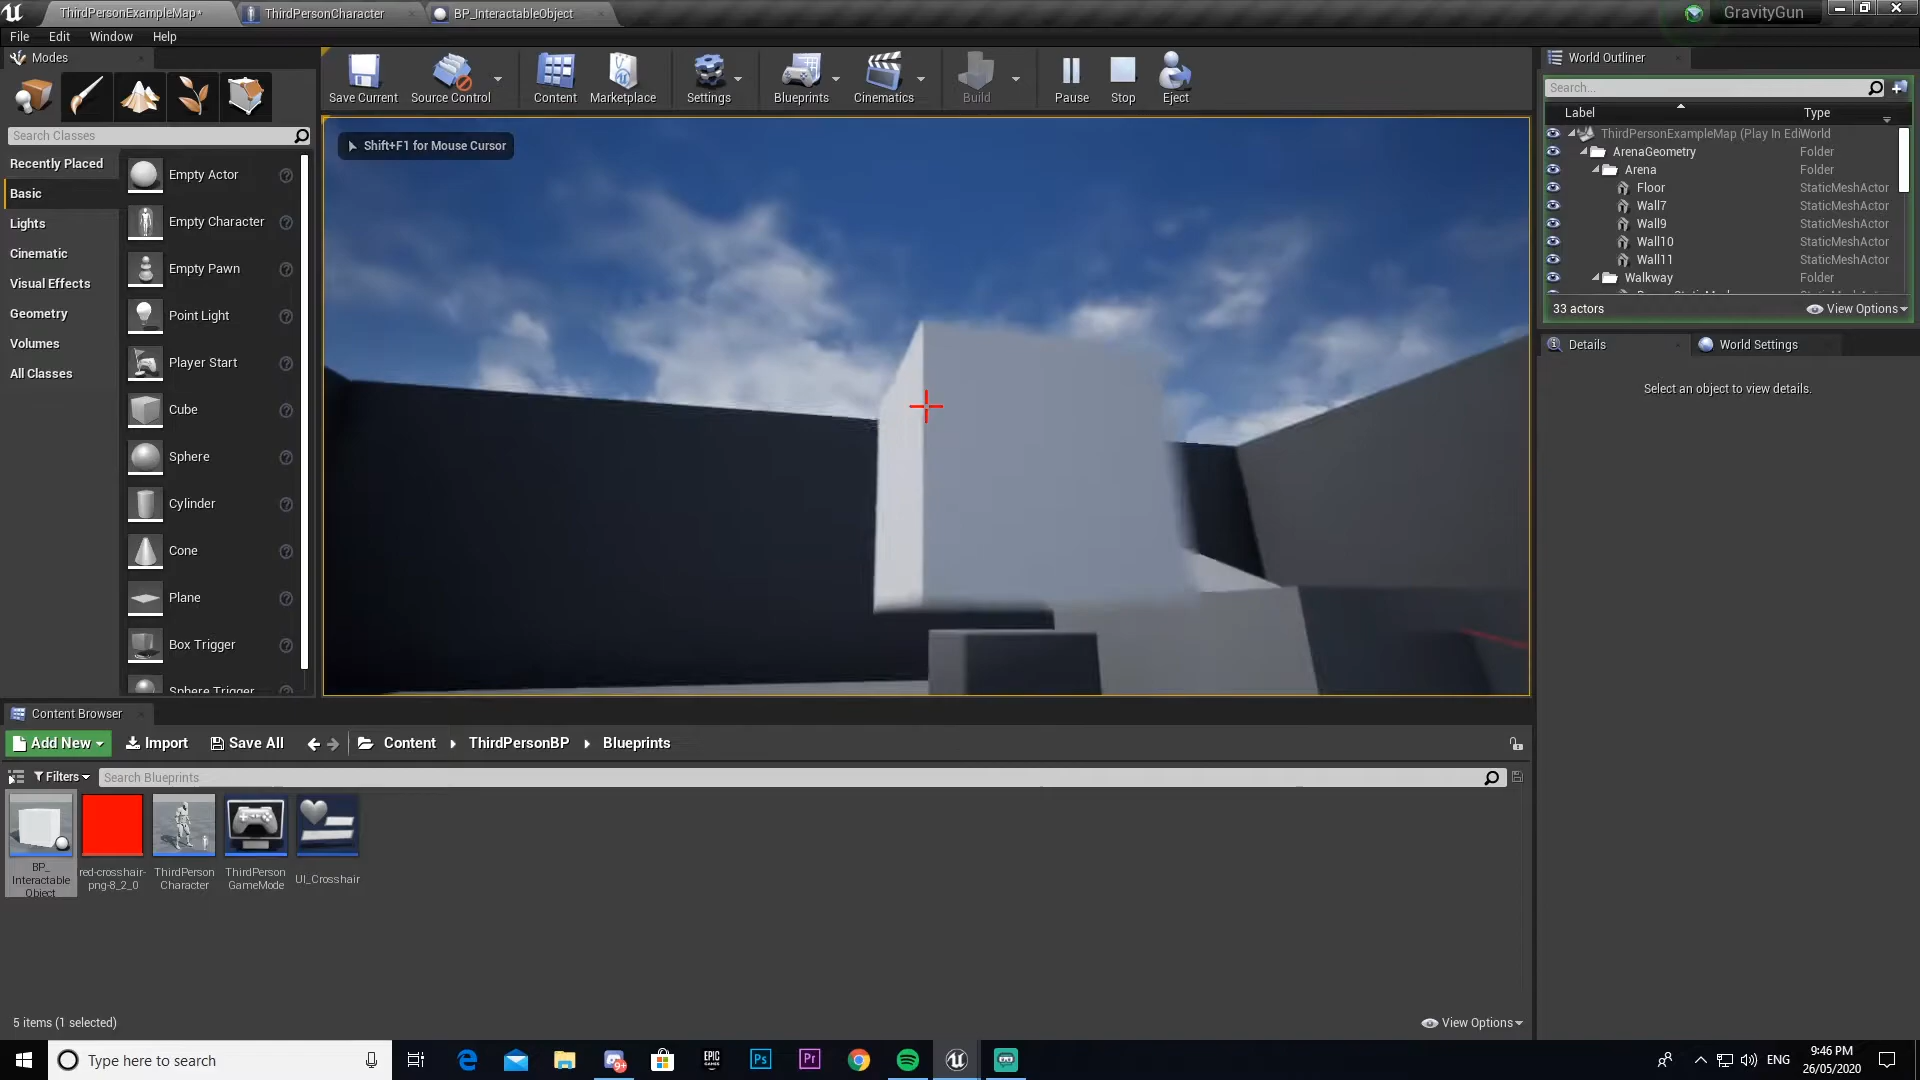 ThirdPersonExampleMap*
ThirdPersonCharacter
BP_InteractableObject
GravityGun
File
Edit
Window
Help
Modes
Save Current
Source Control
Content
Marketplace
Settings
Blueprints
Cinematics
Build
Pause
Stop
Eject
World Outliner
Search...
Label
Type
ThirdPersonExampleMap (Play In Edi
World
ArenaGeometry
Folder
Arena
Folder
Floor
StaticMeshActor
Wall7
StaticMeshActor
Wall9
StaticMeshActor
Wall10
StaticMeshActor
Wall11
StaticMeshActor
Walkway
Folder
33 actors
View Options
Details
World Settings
Select an object to view details.
Search Classes
Recently Placed
Basic
Lights
Cinematic
Visual Effects
Geometry
Volumes
All Classes
Empty Actor
Empty Character
Empty Pawn
Point Light
Player Start
Cube
Sphere
Cylinder
Cone
Plane
Box Trigger
Sphere Trigger
Shift+F1 for Mouse Cursor
Content Browser
Add New
Import
Save All
Content
ThirdPersonBP
Blueprints
Filters
Search Blueprints
BP_
Interactable
Object
red-crosshair-
png-8_2_0
ThirdPerson
Character
ThirdPerson
GameMode
UI_Crosshair
5 items (1 selected)
View Options
Type here to search
EPIC
GAMES
Ps
Pr
9+
ENG
9:46 PM
26/05/2020